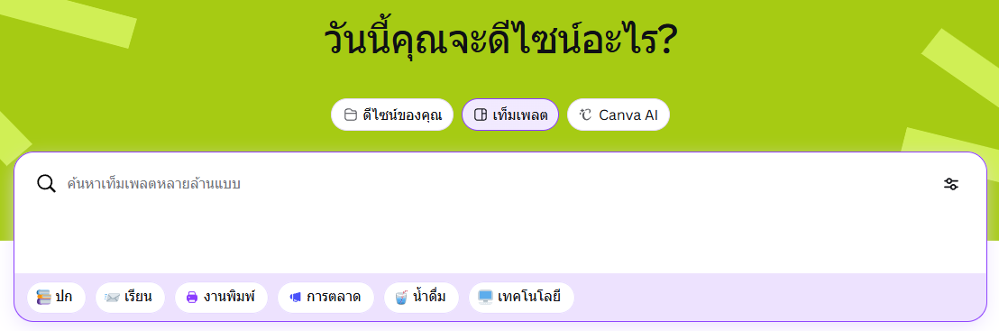 วันนี้คุณจะดีไซน์อะไร?
ดีไซน์ของคุณ เท็มเพลต Canva AI
ค้นหาเท็มเพลตหลายล้านแบบ
ปก เรียน งานพิมพ์ การตลาด น้ำดื่ม เทคโนโลยี